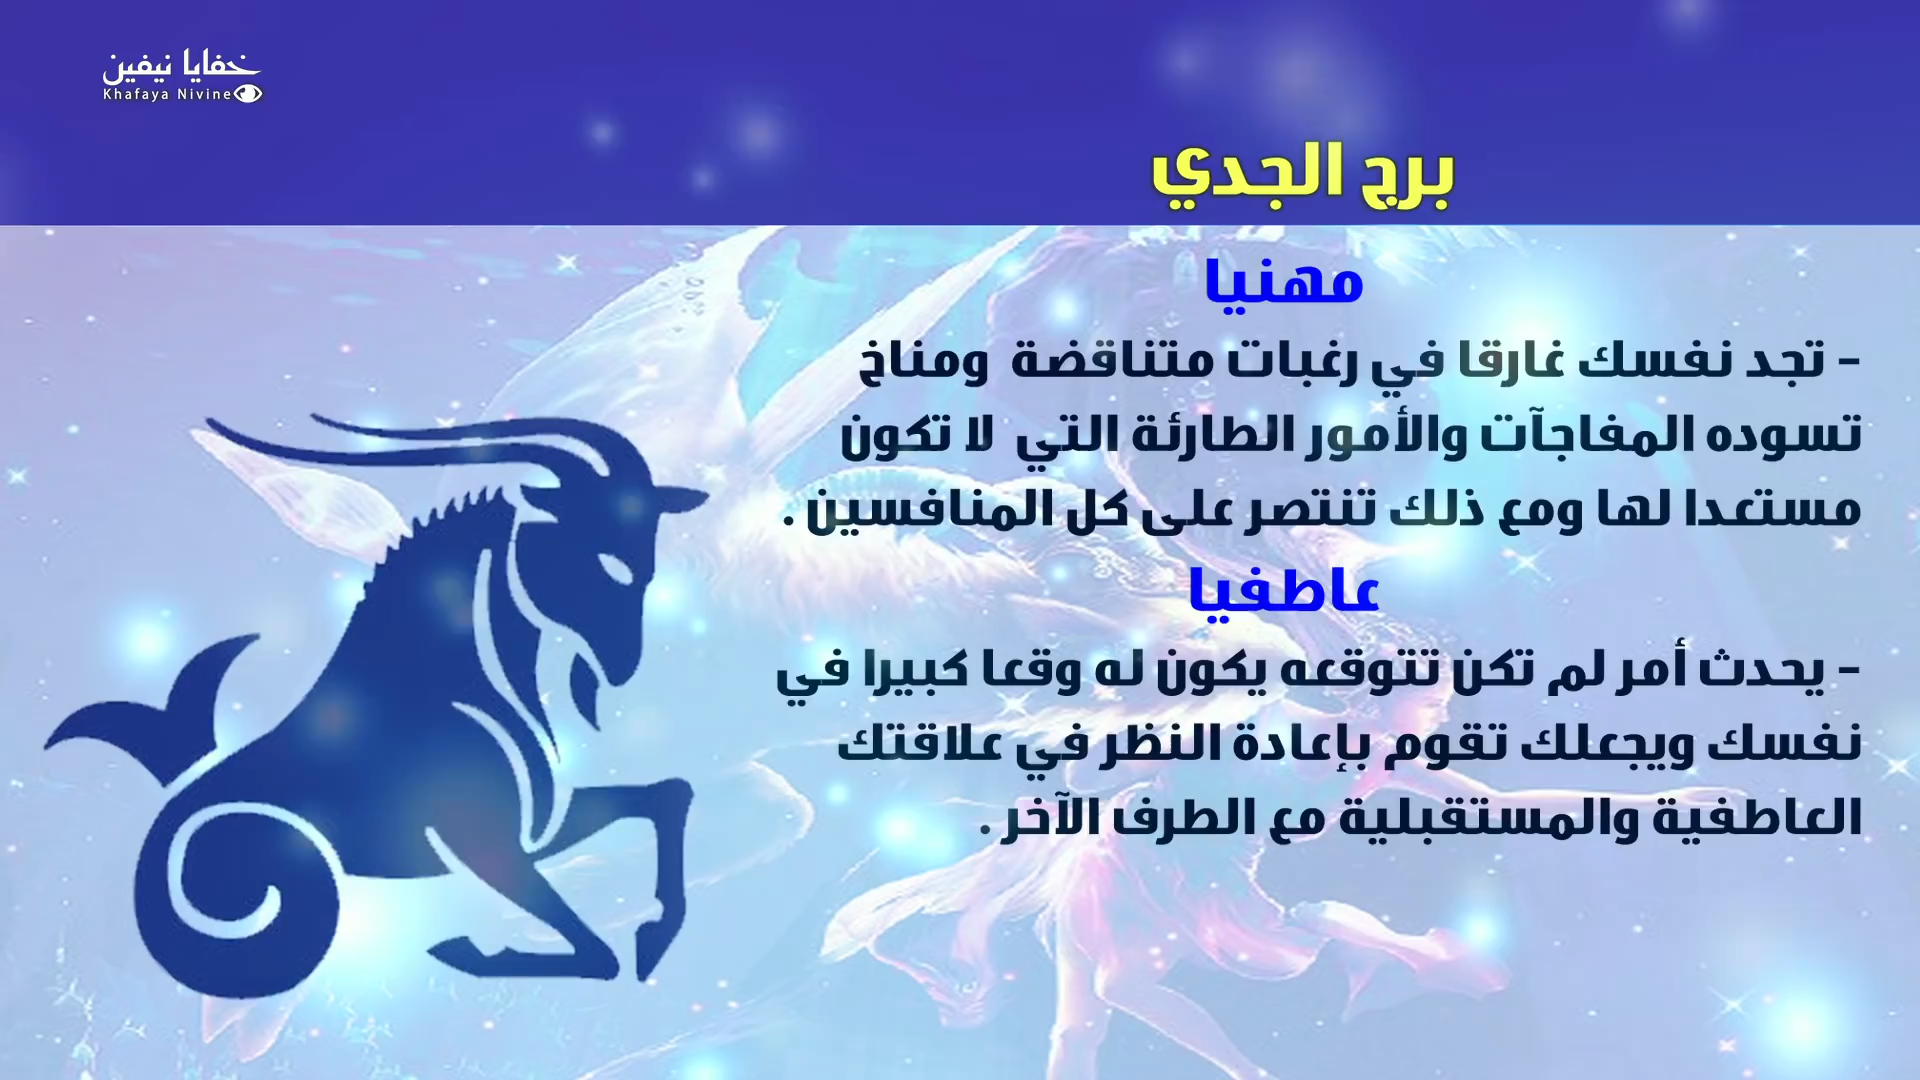 خفايا نيفين
Khafaya Nivine
برج الجدي
مهنيا
- تجد نفسك غارقا في رغبات متناقضة ومناخ
تسوده المفاجآت والأمور الطارئة التي لا تكون
مستعدا لها ومع ذلك تنتصر على كل المنافسين .
عاطفيا
- يحدث أمر لم تكن تتوقعه يكون له وقعا كبيرا في
نفسك ويجعلك تقوم بإعادة النظر في علاقتك
العاطفية والمستقبلية مع الطرف الآخر .